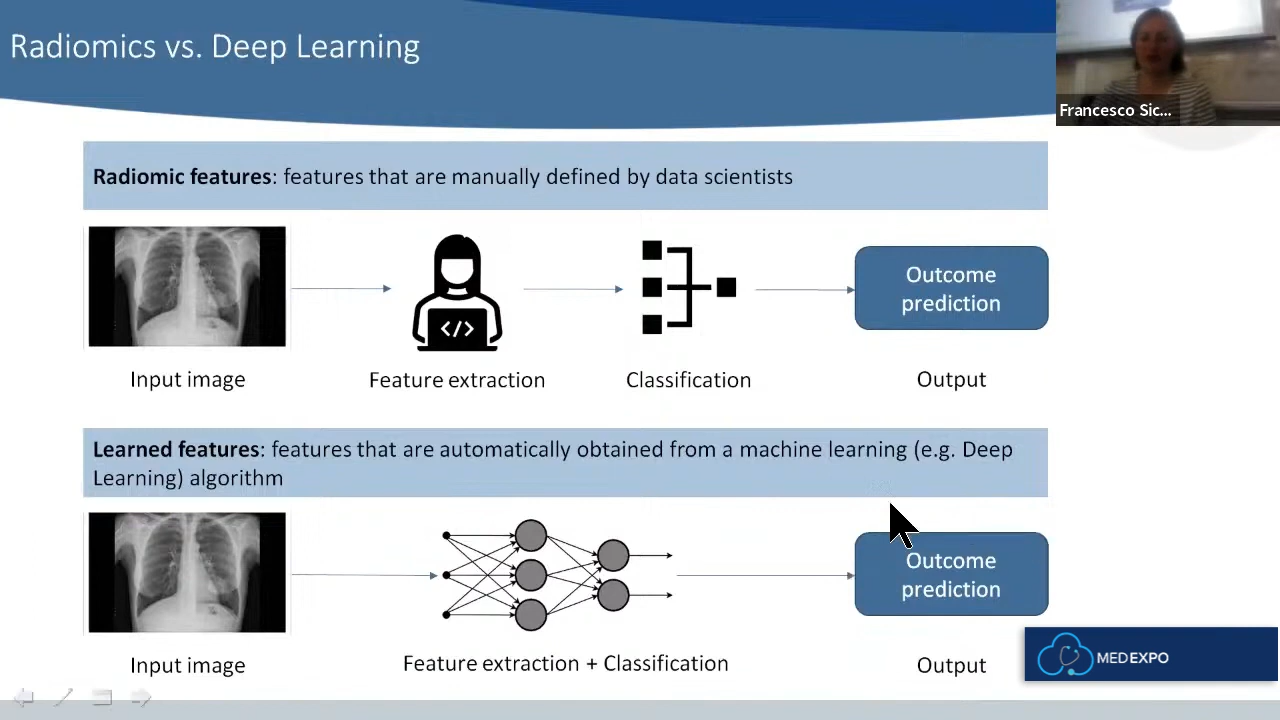 Radiomics vs. Deep Learning
Francesco Sic...
Radiomic features: features that are manually defined by data scientists
</>
Outcome
prediction
Input image
Feature extraction
Classification
Output
Learned features: features that are automatically obtained from a machine learning (e.g. Deep
Learning) algorithm
Outcome
prediction
Input image
Feature extraction + Classification
Output
MEDEXPO